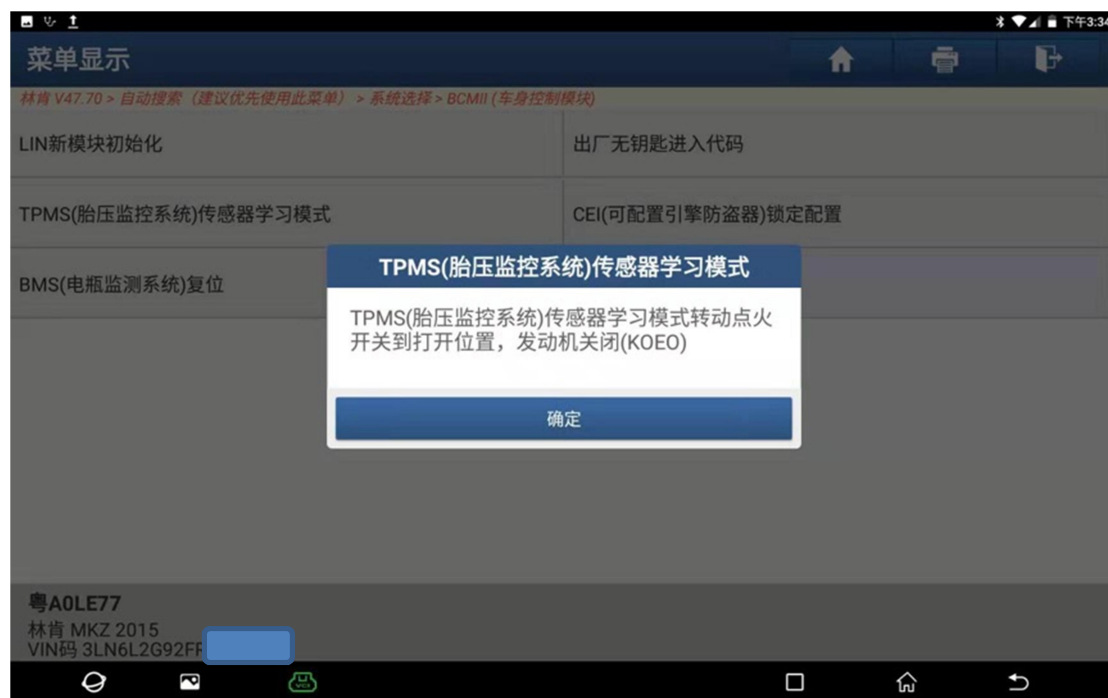 下午3:34
菜单显示
林肯 V47.70 > 自动搜索（建议优先使用此菜单）> 系统选择 > BCMII (车身控制模块)
LIN新模块初始化
出厂无钥匙进入代码
TPMS(胎压监控系统)传感器学习模式
CEI(可配置引擎防盗器)锁定配置
BMS(电瓶监测系统)复位
TPMS(胎压监控系统)传感器学习模式
TPMS(胎压监控系统)传感器学习模式转动点火
开关到打开位置，发动机关闭(KOEO)
确定
粤A0LE77
林肯 MKZ 2015
VIN码 3LN6L2G92F
VCI